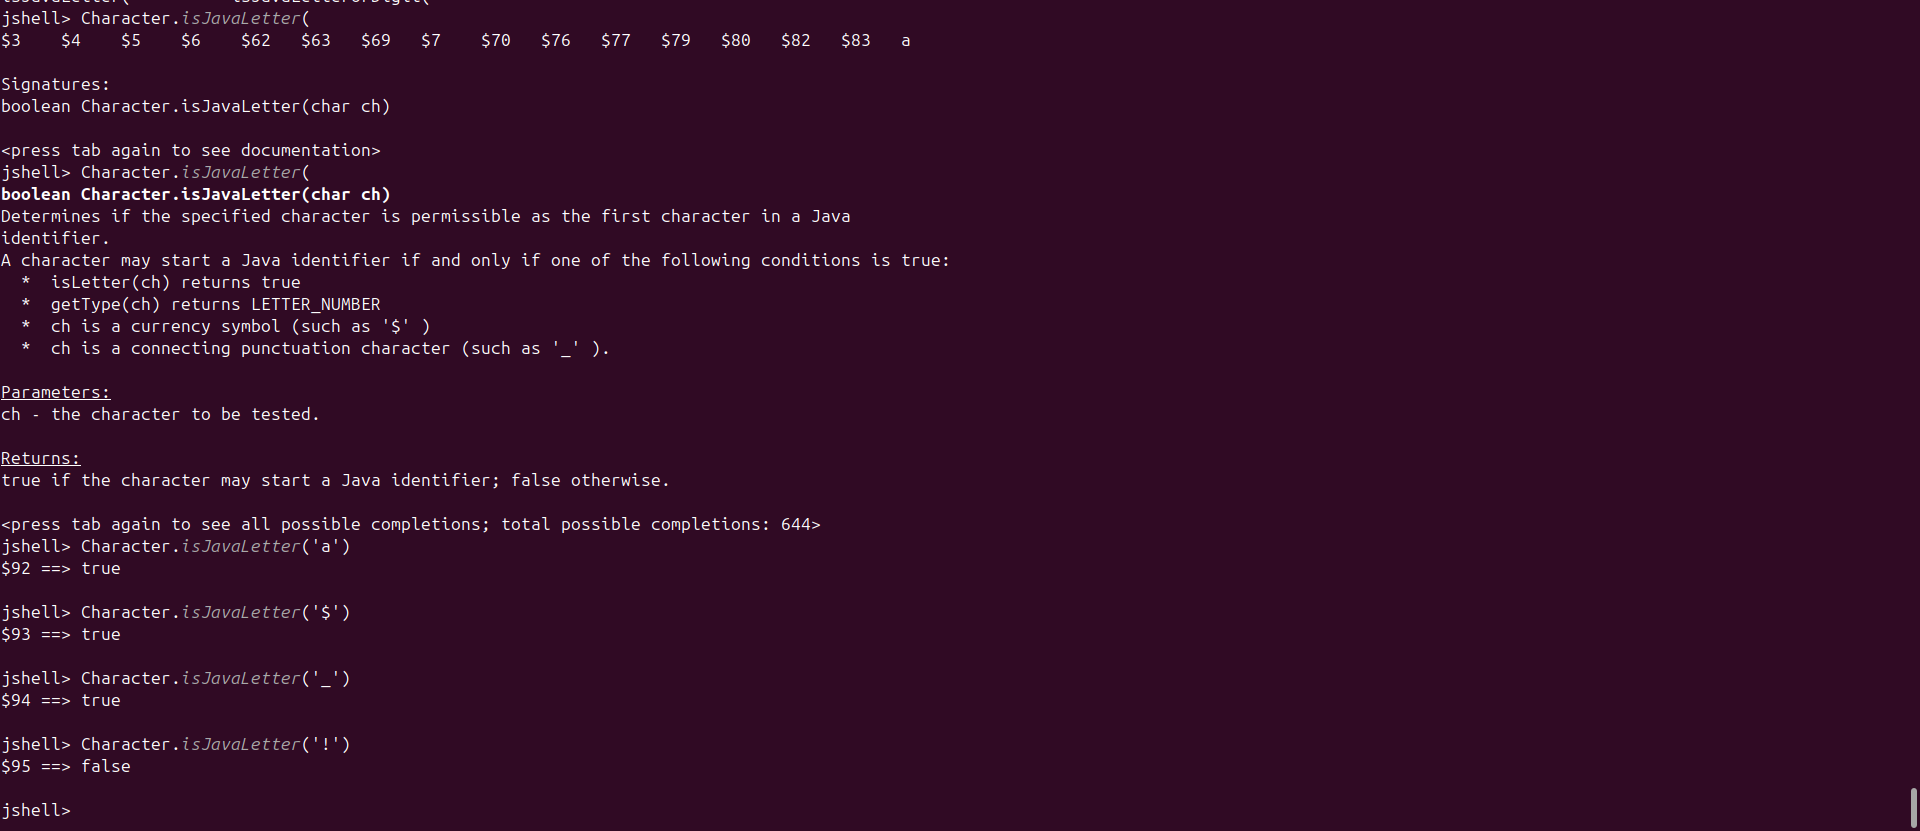 jshell> Character.isJavaLetter(
$3    $4    $5    $6    $62   $63   $69   $7    $70   $76   $77   $79   $80   $82   $83   a
Signatures:
boolean Character.isJavaLetter(char ch)
<press tab again to see documentation>
jshell> Character.isJavaLetter(
boolean Character.isJavaLetter(char ch)
Determines if the specified character is permissible as the first character in a Java
identifier.
A character may start a Java identifier if and only if one of the following conditions is true:
  *  isLetter(ch) returns true
  *  getType(ch) returns LETTER_NUMBER
  *  ch is a currency symbol (such as '$' )
  *  ch is a connecting punctuation character (such as '_' ).
Parameters:
ch - the character to be tested.
Returns:
true if the character may start a Java identifier; false otherwise.
<press tab again to see all possible completions; total possible completions: 644>
jshell> Character.isJavaLetter('a')
$92 ==> true
jshell> Character.isJavaLetter('$')
$93 ==> true
jshell> Character.isJavaLetter('_')
$94 ==> true
jshell> Character.isJavaLetter('!')
$95 ==> false
jshell>